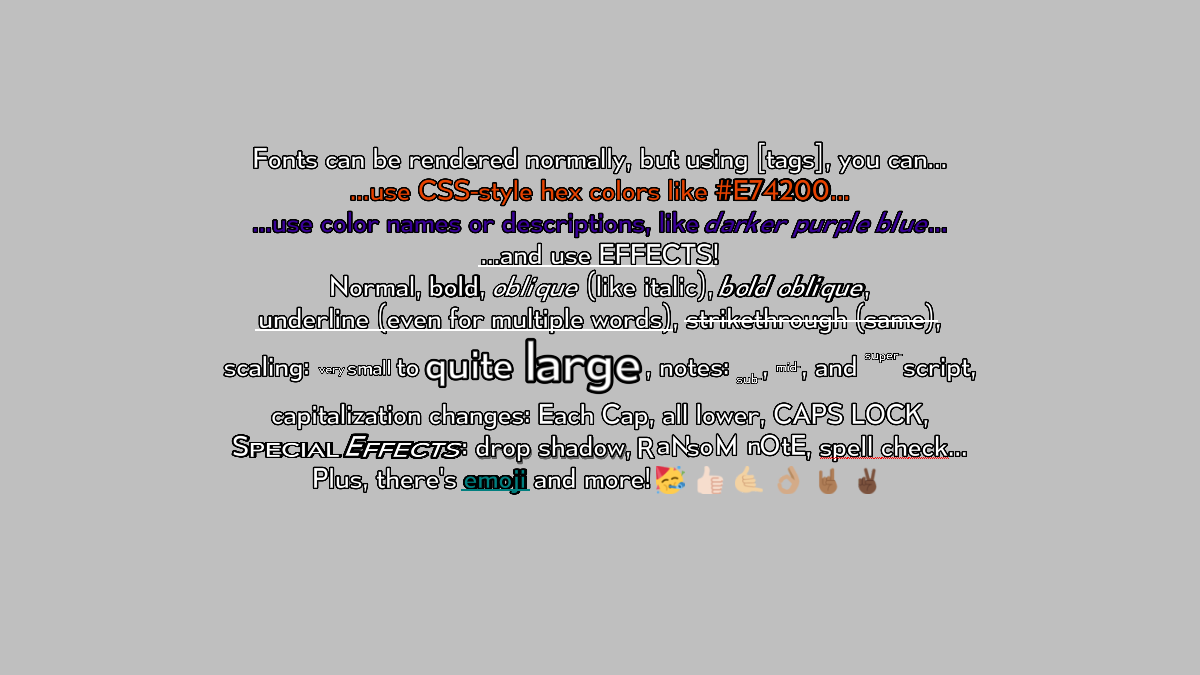 Fonts can be rendered normally, but using [tags], you can...
...use CSS-style hex colors like #E74200...
...use color names or descriptions, like darker purple blue...
...and use EFFECTS!
Normal, bold, oblique (like italic), bold oblique,
underline (even for multiple words), strikethrough (same),
scaling: very small to quite large, notes: sub-, mid-, and super-script,
capitalization changes: Each Cap, all lower, CAPS LOCK,
SPECIAL EFFECTS: drop shadow, RaNsoM nOtE, spell check...
Plus, there's emoji and more! 🥳 👍🏻 🤙🏼 👌🏽 🤘🏾 ✌🏿